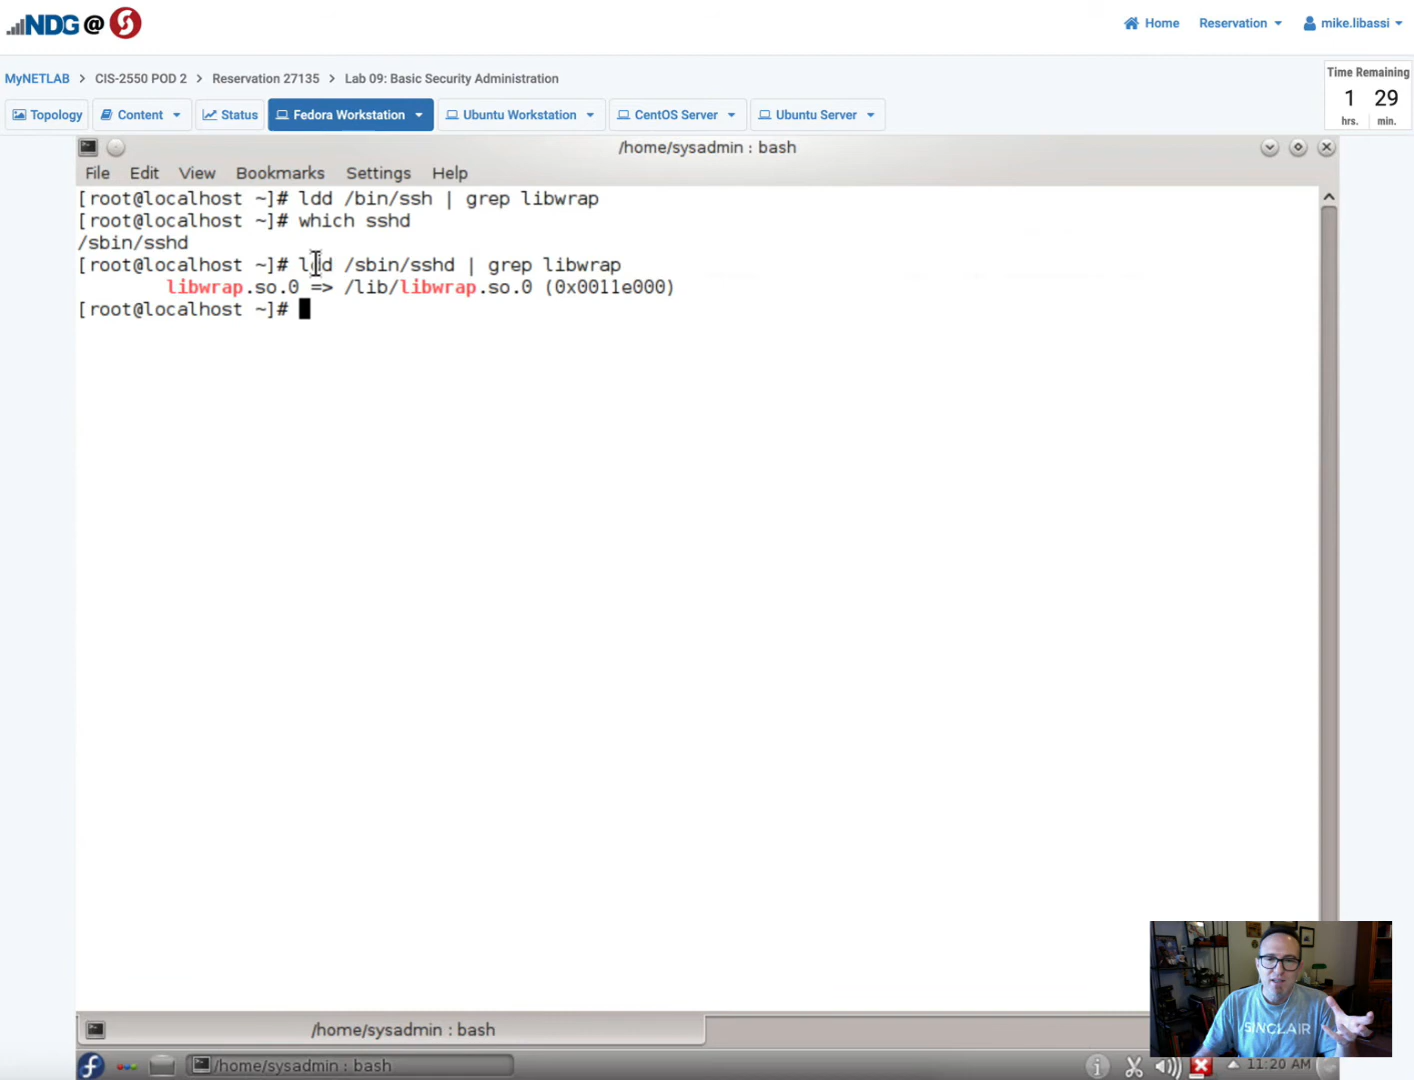 NDG @
Home
Reservation
mike.libassi
MyNETLAB > CIS-2550 POD 2 > Reservation 27135 > Lab 09: Basic Security Administration
Time Remaining
1 29
hrs. min.
Topology
Content
Status
Fedora Workstation
Ubuntu Workstation
CentOS Server
Ubuntu Server
/home/sysadmin : bash
File Edit View Bookmarks Settings Help
[root@localhost ~]# ldd /bin/ssh | grep libwrap
[root@localhost ~]# which sshd
/sbin/sshd
[root@localhost ~]# ldd /sbin/sshd | grep libwrap
libwrap.so.0 => /lib/libwrap.so.0 (0x0011e000)
[root@localhost ~]#
SINCLAIR
/home/sysadmin : bash
/home/sysadmin : bash
11:20 AM